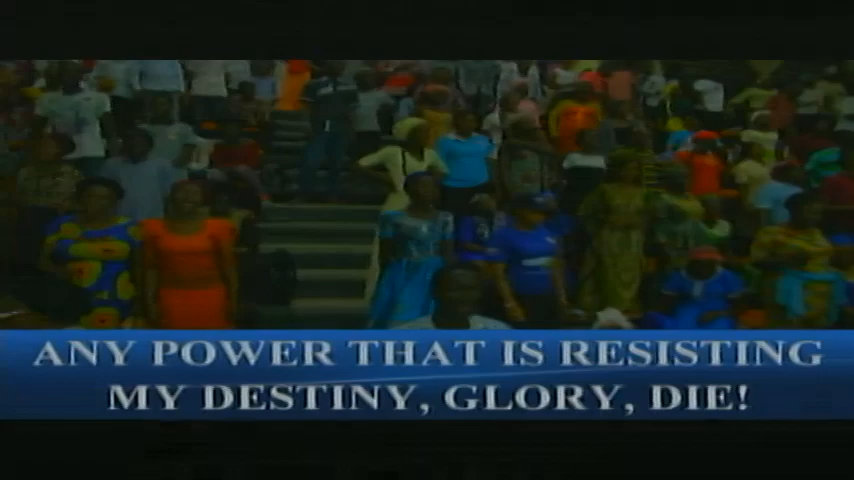 ANY POWER THAT IS RESISTING
MY DESTINY, GLORY, DIE!